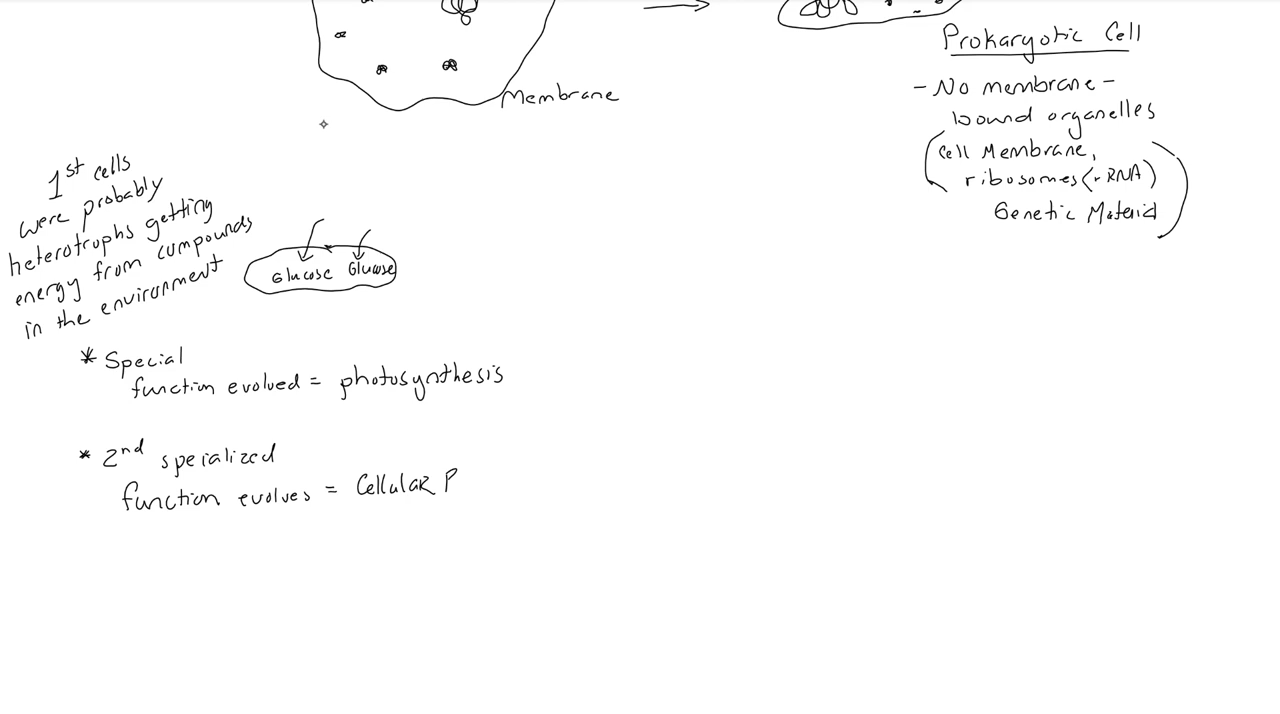 Prokaryotic Cell
- No membrane -
bound organelles
(Cell Membrane,
ribosomes (rRNA)
Genetic Material)
Membrane
1st cells
were probably
heterotrophs getting
energy from compounds
in the environment
Glucose Glucose
* Special
function evolved = photosynthesis
* 2nd specialized
function evolves = Cellular P